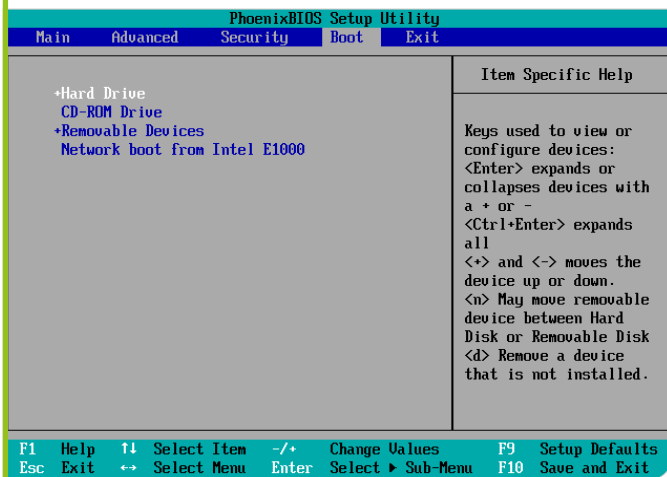 PhoenixBIOS Setup Utility
Main Advanced Security Boot Exit
Item Specific Help
+Hard Drive
CD-ROM Drive
+Removable Devices
Network boot from Intel E1000
Keys used to view or
configure devices:
<Enter> expands or
collapses devices with
a + or -
<Ctrl+Enter> expands
all
<+> and <-> moves the
device up or down.
<n> May move removable
device between Hard
Disk or Removable Disk
<d> Remove a device
that is not installed.
F1 Help ↑↓ Select Item -/+ Change Values F9 Setup Defaults
Esc Exit ↔ Select Menu Enter Select ▶ Sub-Menu F10 Save and Exit